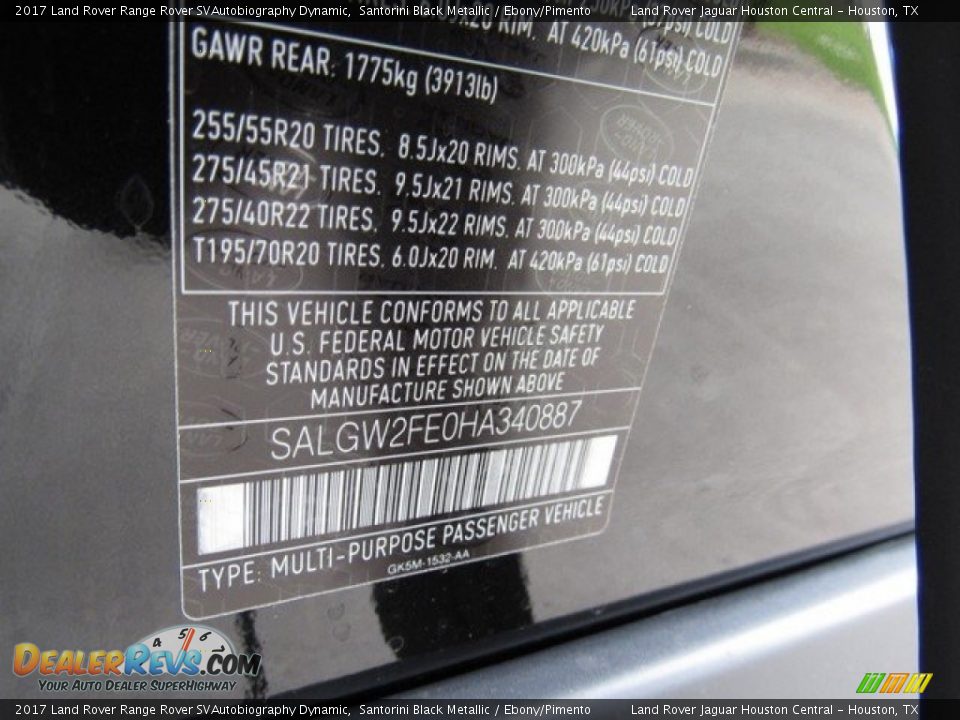 2017 Land Rover Range Rover SVAutobiography Dynamic, Santorini Black Metallic / Ebony/Pimento Land Rover Jaguar Houston Central - Houston, TX
RIM. AT 420kPa (61psi) COLD
GAWR REAR: 1775kg (3913lb)
255/55R20 TIRES, 8.5Jx20 RIMS. AT 300kPa (44psi) COLD
275/45R21 TIRES, 9.5Jx21 RIMS. AT 300kPa (44psi) COLD
275/40R22 TIRES, 9.5Jx22 RIMS. AT 300kPa (44psi) COLD
T195/70R20 TIRES, 6.0Jx20 RIM. AT 420kPa (61psi) COLD
THIS VEHICLE CONFORMS TO ALL APPLICABLE
U.S. FEDERAL MOTOR VEHICLE SAFETY
STANDARDS IN EFFECT ON THE DATE OF
MANUFACTURE SHOWN ABOVE
SALGW2FE0HA340887
TYPE: MULTI-PURPOSE PASSENGER VEHICLE
GK5M-1532-AA
4 5 6
DEALERREVS.COM
YOUR AUTO DEALER SUPERHIGHWAY
2017 Land Rover Range Rover SVAutobiography Dynamic, Santorini Black Metallic / Ebony/Pimento Land Rover Jaguar Houston Central - Houston, TX